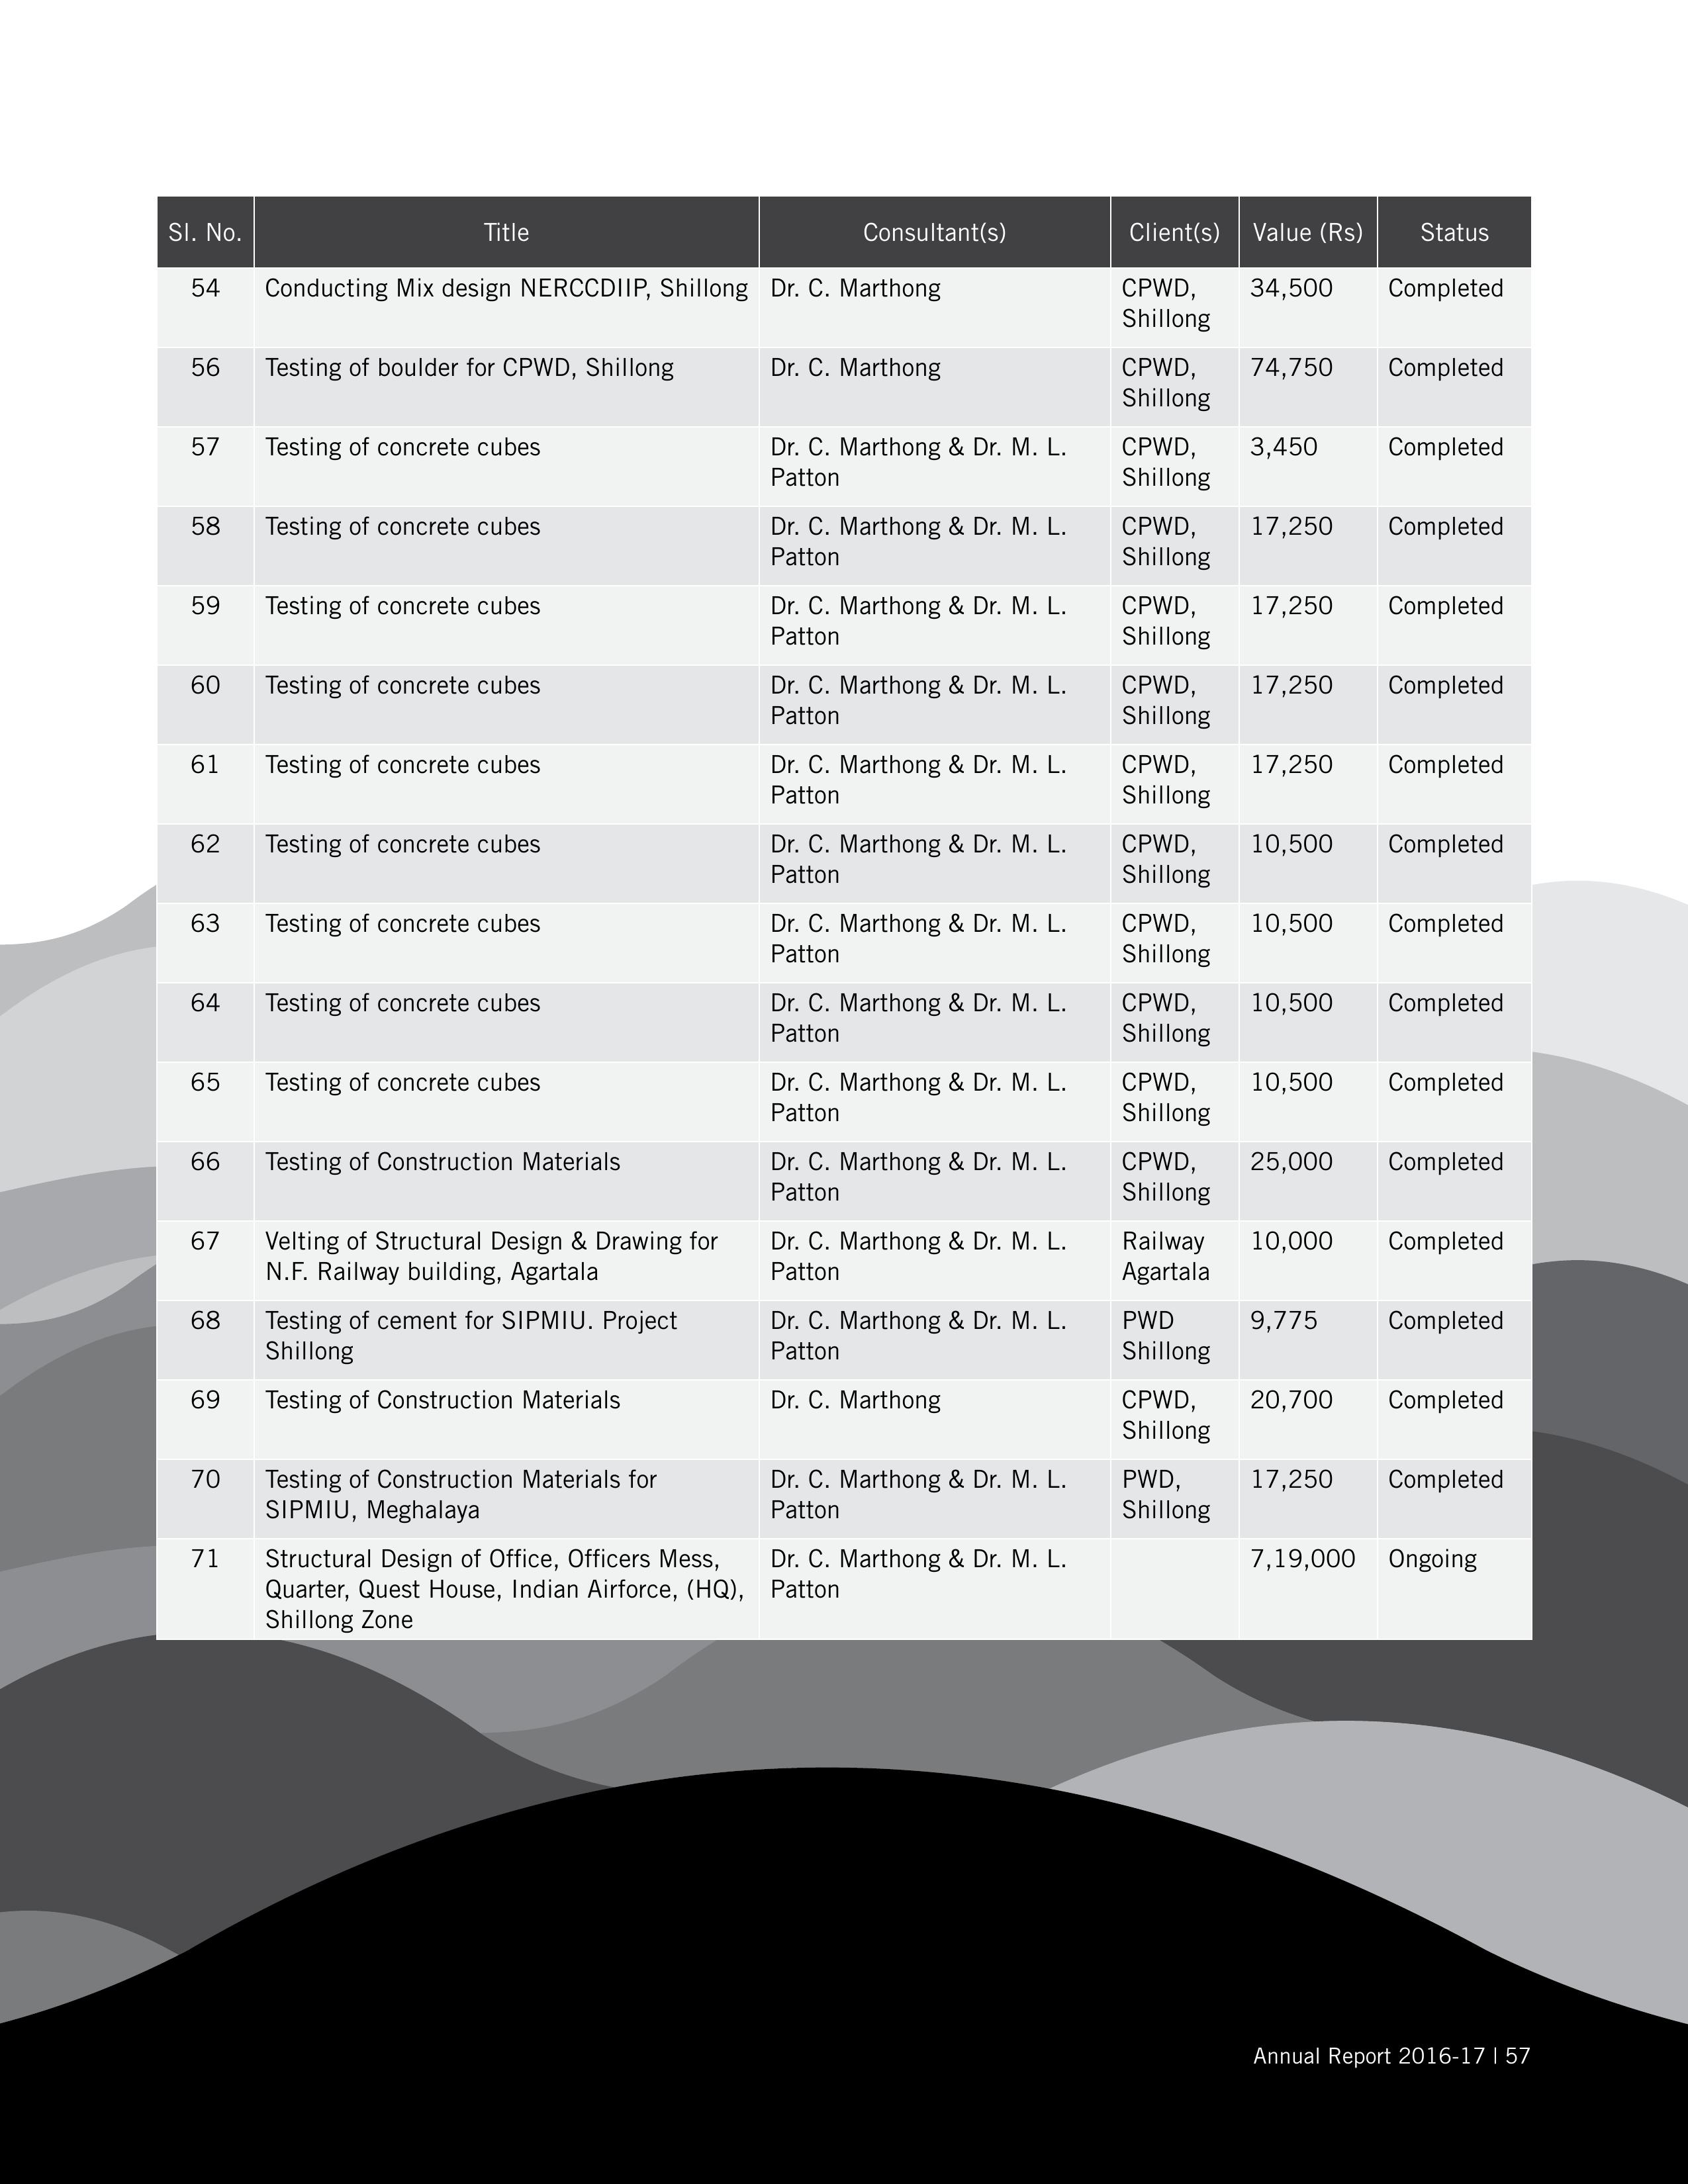 Sl. No. Title Consultant(s) Client(s) Value (Rs) Status
54 Conducting Mix design NERCCDIIP, Shillong Dr. C. Marthong CPWD, 34,500 Completed
Shillong
56 Testing of boulder for CPWD, Shillong Dr. C. Marthong CPWD, 74,750 Completed
Shillong
57 Testing of concrete cubes Dr. C. Marthong & Dr. M. L. CPWD, 3,450 Completed
Patton Shillong
58 Testing of concrete cubes Dr. C. Marthong & Dr. M. L. CPWD, 17,250 Completed
Patton Shillong
59 Testing of concrete cubes Dr. C. Marthong & Dr. M. L. CPWD, 17,250 Completed
Patton Shillong
60 Testing of concrete cubes Dr. C. Marthong & Dr. M. L. CPWD, 17,250 Completed
Patton Shillong
61 Testing of concrete cubes Dr. C. Marthong & Dr. M. L. CPWD, 17,250 Completed
Patton Shillong
62 Testing of concrete cubes Dr. C. Marthong & Dr. M. L. CPWD, 10,500 Completed
Patton Shillong
63 Testing of concrete cubes Dr. C. Marthong & Dr. M. L. CPWD, 10,500 Completed
Patton Shillong
64 Testing of concrete cubes Dr. C. Marthong & Dr. M. L. CPWD, 10,500 Completed
Patton Shillong
65 Testing of concrete cubes Dr. C. Marthong & Dr. M. L. CPWD, 10,500 Completed
Patton Shillong
66 Testing of Construction Materials Dr. C. Marthong & Dr. M. L. CPWD, 25,000 Completed
Patton Shillong
67 Velting of Structural Design & Drawing for Dr. C. Marthong & Dr. M. L. Railway 10,000 Completed
N.F. Railway building, Agartala Patton Agartala
68 Testing of cement for SIPMIU. Project Dr. C. Marthong & Dr. M. L. PWD 9,775 Completed
Shillong Patton Shillong
69 Testing of Construction Materials Dr. C. Marthong CPWD, 20,700 Completed
Shillong
70 Testing of Construction Materials for Dr. C. Marthong & Dr. M. L. PWD, 17,250 Completed
SIPMIU, Meghalaya Patton Shillong
71 Structural Design of Office, Officers Mess, Dr. C. Marthong & Dr. M. L. 7,19,000 Ongoing
Quarter, Quest House, Indian Airforce, (HQ), Patton
Shillong Zone
Annual Report 2016-17 | 57